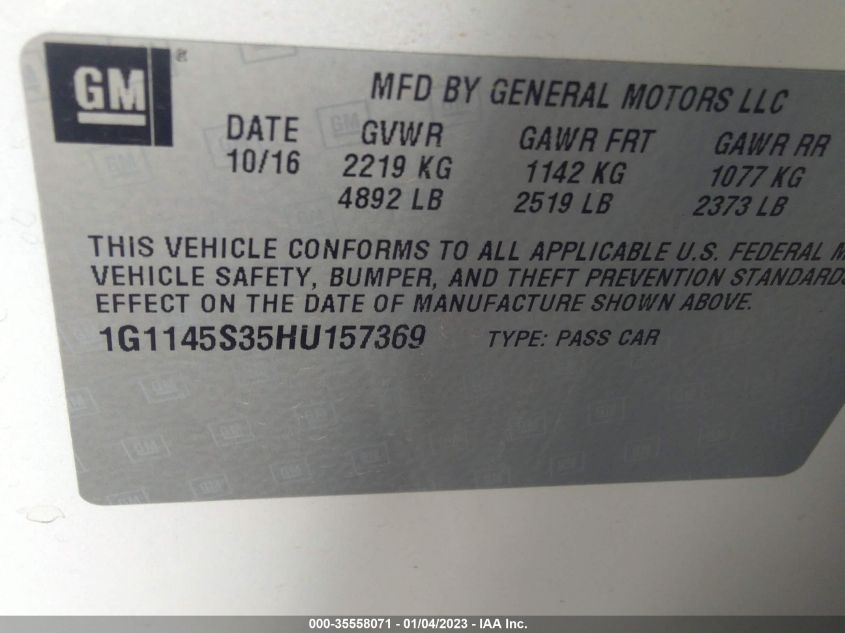 GM
MFD BY GENERAL MOTORS LLC
DATE GVWR GAWR FRT GAWR RR
10/16 2219 KG 1142 KG 1077 KG
4892 LB 2519 LB 2373 LB
THIS VEHICLE CONFORMS TO ALL APPLICABLE U.S. FEDERAL M
VEHICLE SAFETY, BUMPER, AND THEFT PREVENTION STANDARDS
EFFECT ON THE DATE OF MANUFACTURE SHOWN ABOVE.
1G1145S35HU157369 TYPE: PASS CAR
000-35558071 - 01/04/2023 - IAA Inc.